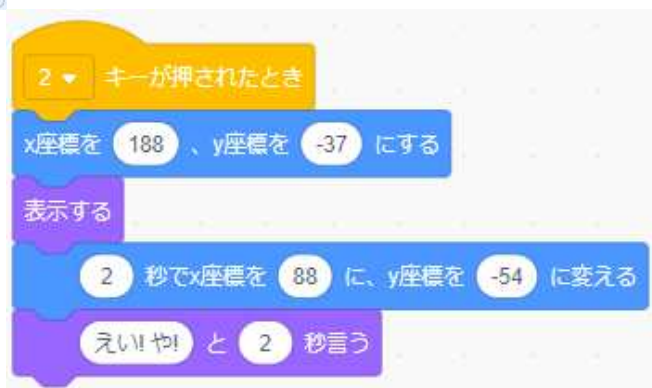 2 キーが押されたとき
x座標を 188 、y座標を -37 にする
表示する
2 秒でx座標を 88 に、y座標を -54 に変える
えい! や! と 2 秒言う